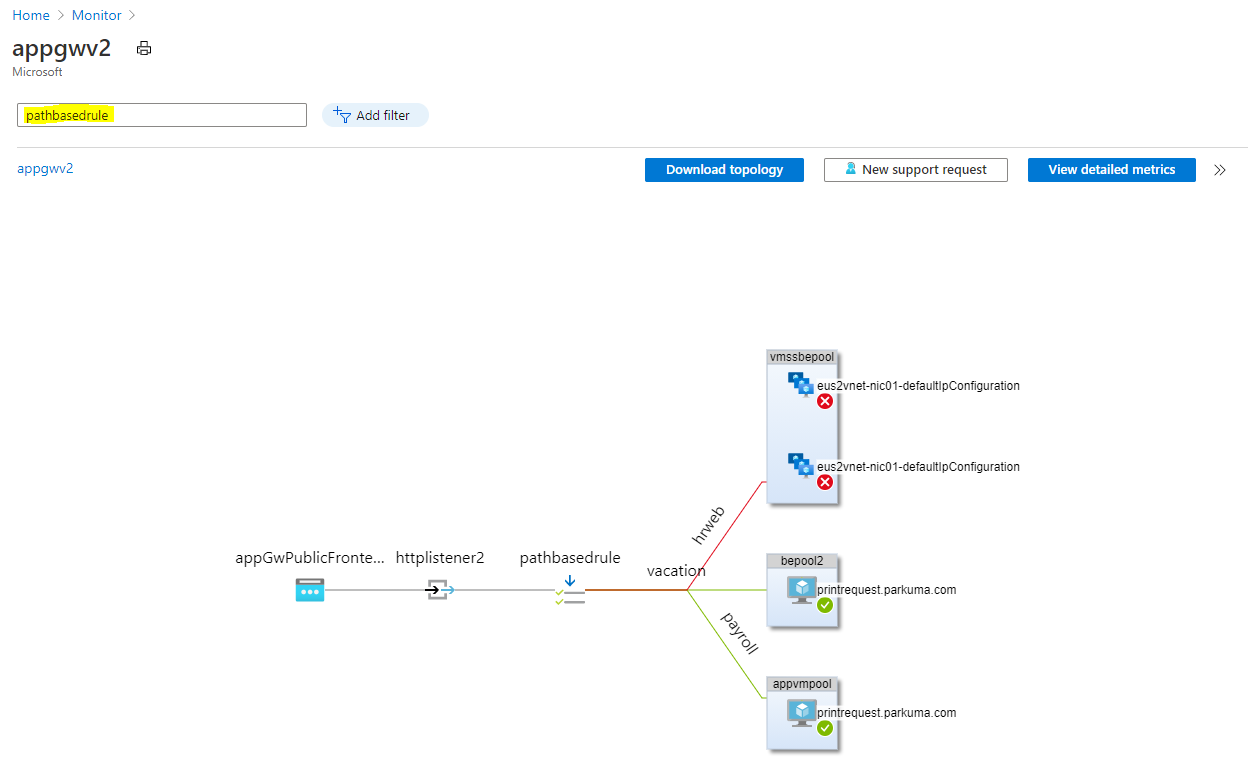 Home > Monitor >
appgwv2
Microsoft
pathbasedrule
Add filter
appgwv2
Download topology
New support request
View detailed metrics
vmssbepool
eus2vnet-nic01-defaultIpConfiguration
eus2vnet-nic01-defaultIpConfiguration
hrweb
appGwPublicFronte...
httplistener2
pathbasedrule
vacation
bepool2
printrequest.parkuma.com
payroll
appvmpool
printrequest.parkuma.com